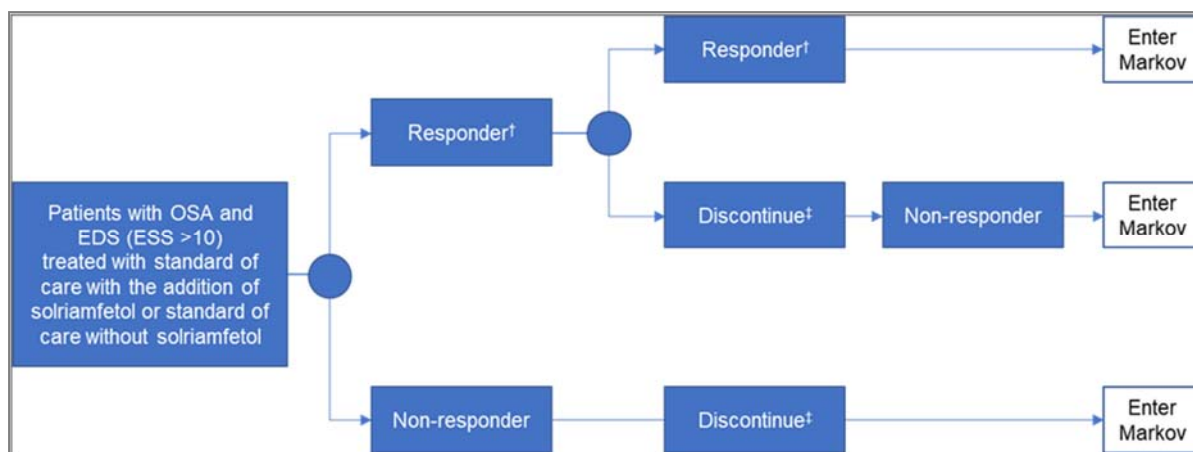 Responder†
Enter
Markov
Responder†
Patients with OSA and
EDS (ESS >10)
treated with standard of
care with the addition of
solriamfetol or standard of
care without solriamfetol
Discontinue‡
Non-responder
Enter
Markov
Non-responder
Discontinue‡
Enter
Markov